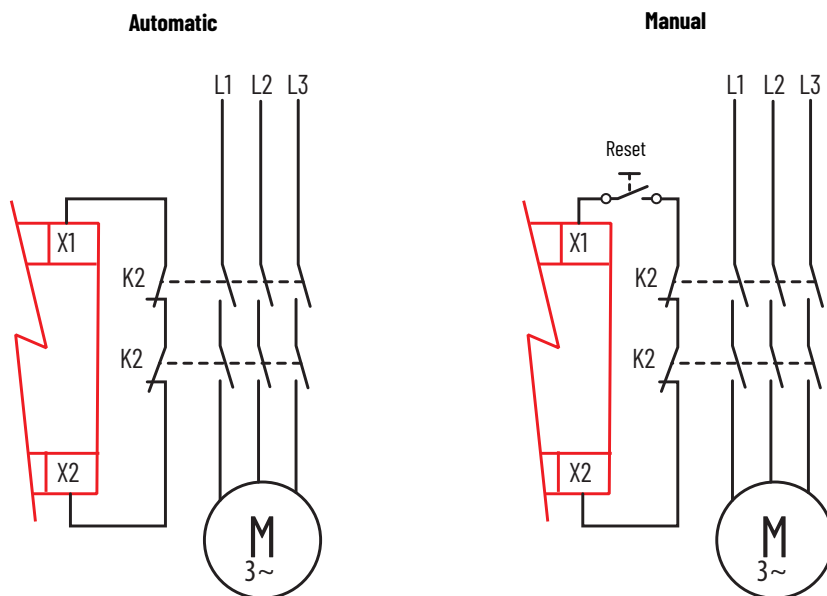 Automatic
Manual
L1 L2 L3
L1 L2 L3
Reset
X1
X1
K2
K2
K2
K2
X2
X2
M
3~
M
3~